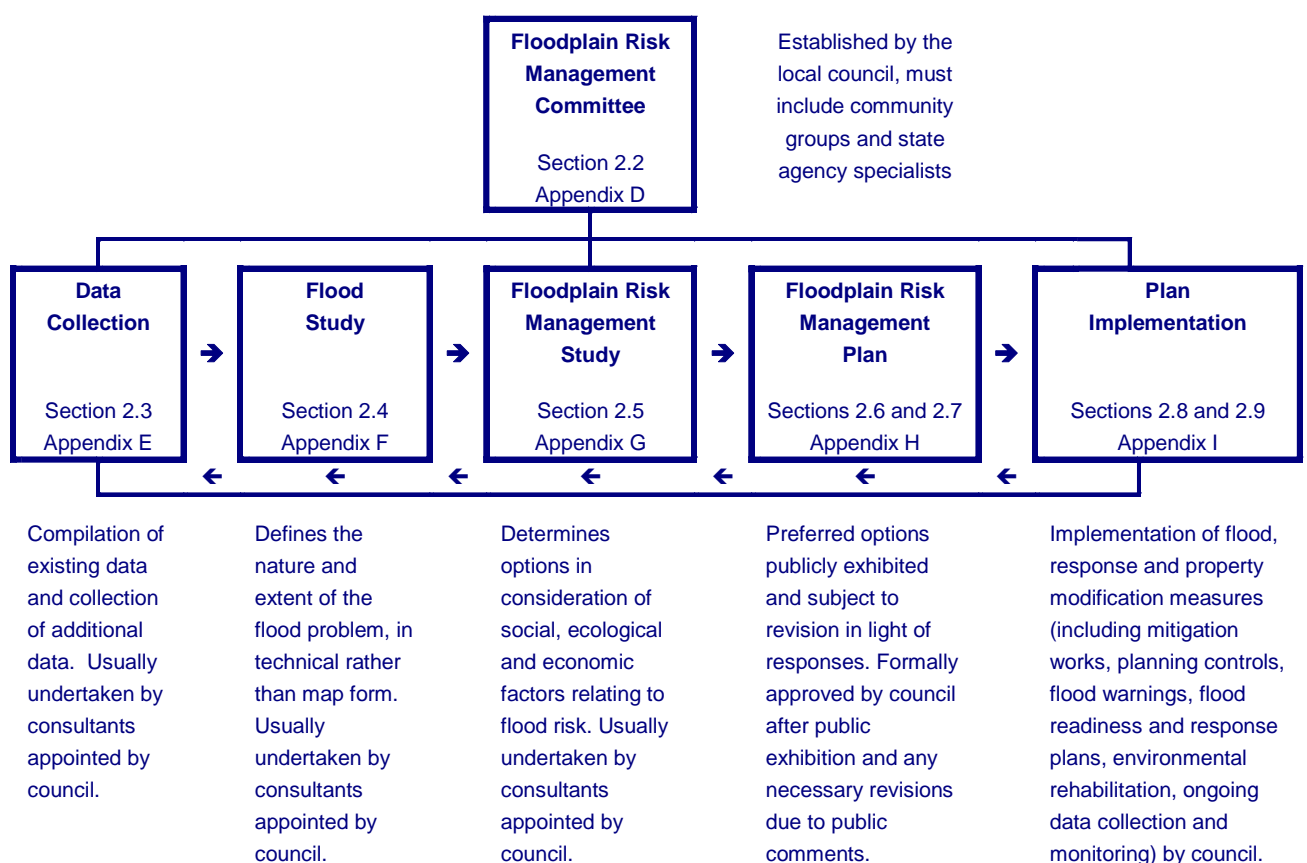 Floodplain Risk
Management
Committee
Section 2.2
Appendix D
Established by the
local council, must
include community
groups and state
agency specialists
Data
Collection
Section 2.3
Appendix E
➔
Flood
Study
Section 2.4
Appendix F
➔
Floodplain Risk
Management
Study
Section 2.5
Appendix G
➔
Floodplain Risk
Management
Plan
Sections 2.6 and 2.7
Appendix H
➔
Plan
Implementation
Sections 2.8 and 2.9
Appendix I
Compilation of
existing data
and collection
of additional
data.  Usually
undertaken by
consultants
appointed by
council.
Defines the
nature and
extent of the
flood problem, in
technical rather
than map form.
Usually
undertaken by
consultants
appointed by
council.
Determines
options in
consideration of
social, ecological
and economic
factors relating to
flood risk. Usually
undertaken by
consultants
appointed by
council.
Preferred options
publicly exhibited
and subject to
revision in light of
responses. Formally
approved by council
after public
exhibition and any
necessary revisions
due to public
comments.
Implementation of flood,
response and property
modification measures
(including mitigation
works, planning controls,
flood warnings, flood
readiness and response
plans, environmental
rehabilitation, ongoing
data collection and
monitoring) by council.